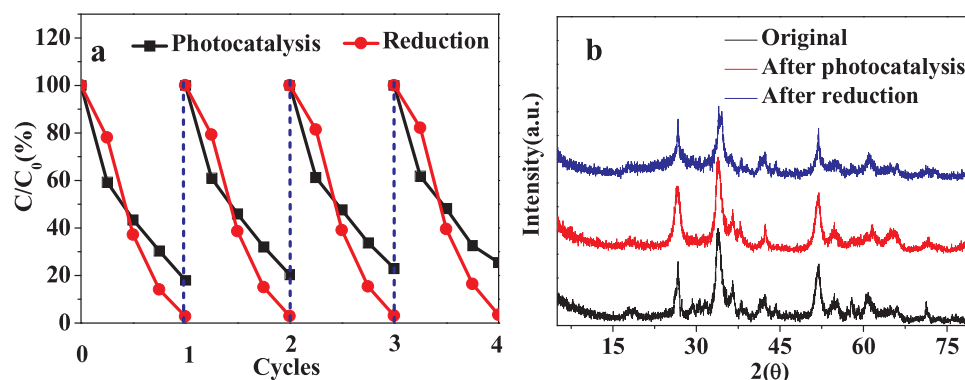 120
100
80
60
40
20
0
C/C0(%)
a
Photocatalysis
Reduction
0
1
2
3
4
Cycles
b
Original
After photocatalysis
After reduction
Intensity(a.u.)
15
30
45
60
75
2(θ)